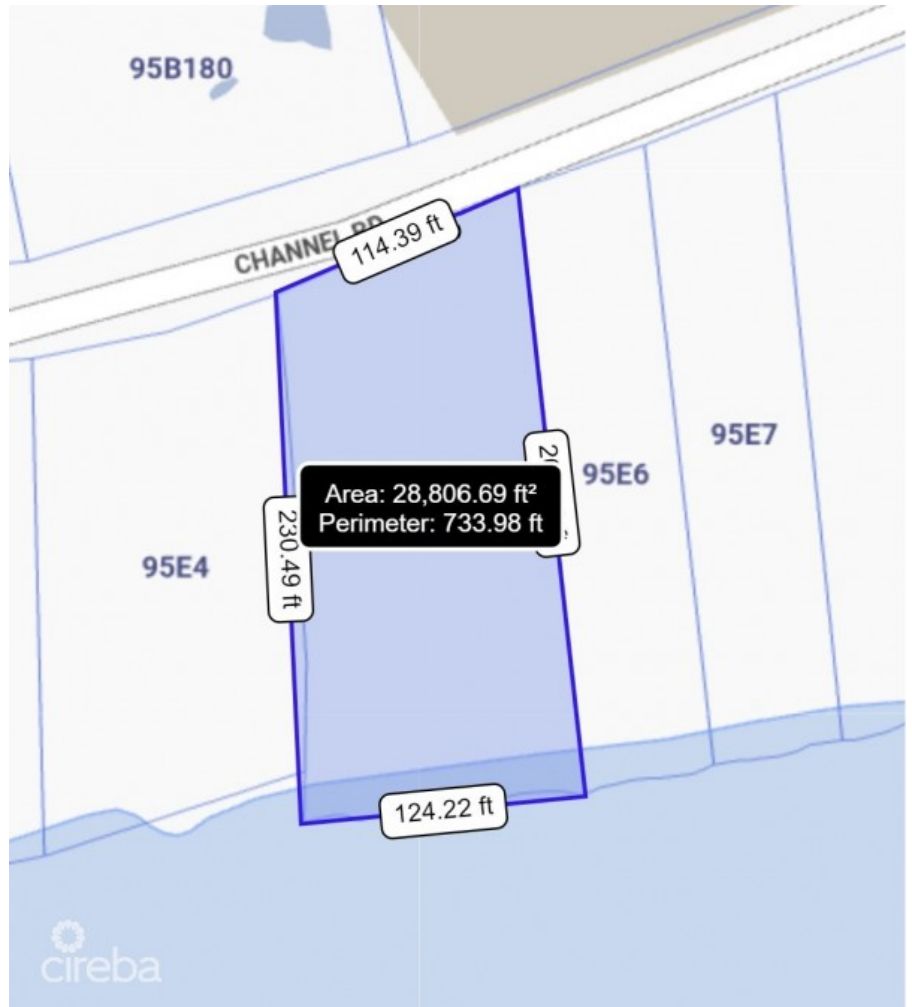 95B180
CHANNEL RD
114.39 ft
95E7
95E6
Area: 28,806.69 ft²
Perimeter: 733.98 ft
230.49 ft
95E4
124.22 ft
cireba